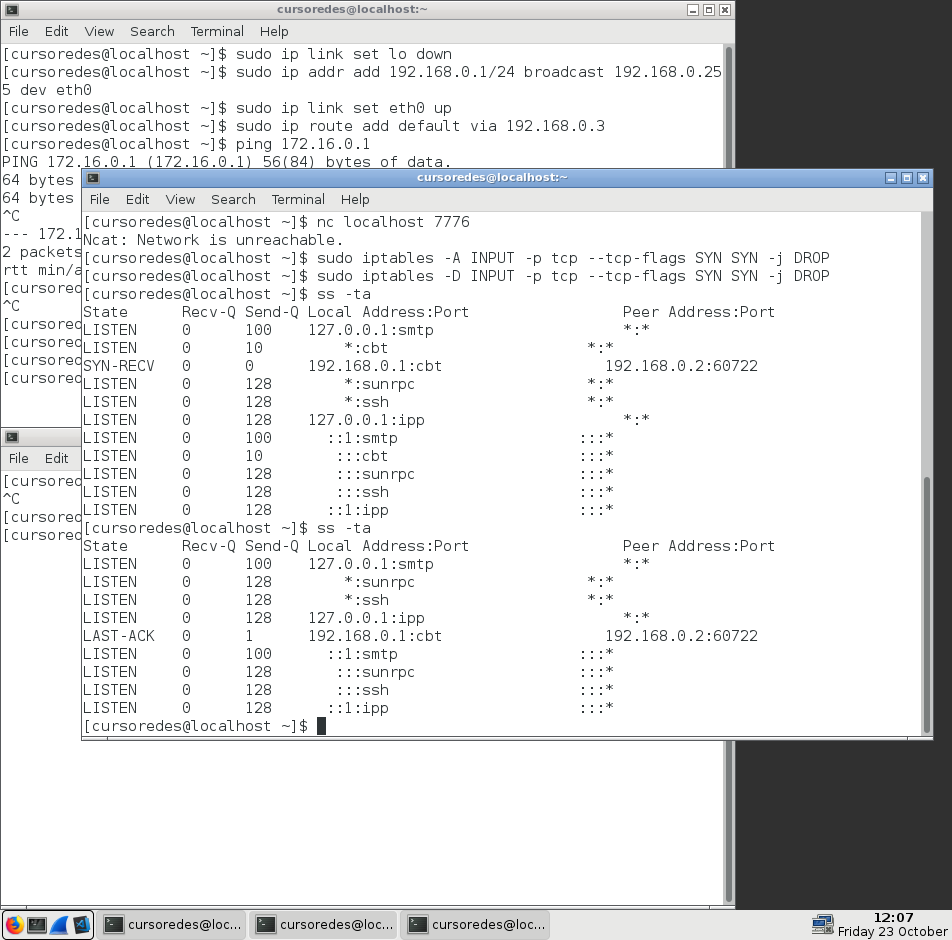 cursoredes@localhost:~
File Edit View Search Terminal Help
[cursoredes@localhost ~]$ sudo ip link set lo down
[cursoredes@localhost ~]$ sudo ip addr add 192.168.0.1/24 broadcast 192.168.0.25
5 dev eth0
[cursoredes@localhost ~]$ sudo ip link set eth0 up
[cursoredes@localhost ~]$ sudo ip route add default via 192.168.0.3
[cursoredes@localhost ~]$ ping 172.16.0.1
PING 172.16.0.1 (172.16.0.1) 56(84) bytes of data.
64 bytes
64 bytes
^C
--- 172.1
2 packets
rtt min/a
[cursored
^C
[cursored
[cursored
[cursored
[cursored
File Edit
[cursored
^C
[cursored
[cursored
cursoredes@localhost:~
File Edit View Search Terminal Help
[cursoredes@localhost ~]$ nc localhost 7776
Ncat: Network is unreachable.
[cursoredes@localhost ~]$ sudo iptables -A INPUT -p tcp --tcp-flags SYN SYN -j DROP
[cursoredes@localhost ~]$ sudo iptables -D INPUT -p tcp --tcp-flags SYN SYN -j DROP
[cursoredes@localhost ~]$ ss -ta
State Recv-Q Send-Q Local Address:Port Peer Address:Port
LISTEN 0 100 127.0.0.1:smtp *:*
LISTEN 0 10 *:cbt *:*
SYN-RECV 0 0 192.168.0.1:cbt 192.168.0.2:60722
LISTEN 0 128 *:sunrpc *:*
LISTEN 0 128 *:ssh *:*
LISTEN 0 128 127.0.0.1:ipp *:*
LISTEN 0 100 ::1:smtp :::*
LISTEN 0 10 :::cbt :::*
LISTEN 0 128 :::sunrpc :::*
LISTEN 0 128 :::ssh :::*
LISTEN 0 128 ::1:ipp :::*
[cursoredes@localhost ~]$ ss -ta
State Recv-Q Send-Q Local Address:Port Peer Address:Port
LISTEN 0 100 127.0.0.1:smtp *:*
LISTEN 0 128 *:sunrpc *:*
LISTEN 0 128 *:ssh *:*
LISTEN 0 128 127.0.0.1:ipp *:*
LAST-ACK 0 1 192.168.0.1:cbt 192.168.0.2:60722
LISTEN 0 100 ::1:smtp :::*
LISTEN 0 128 :::sunrpc :::*
LISTEN 0 128 :::ssh :::*
LISTEN 0 128 ::1:ipp :::*
[cursoredes@localhost ~]$
cursoredes@loc... cursoredes@loc... cursoredes@loc...
12:07
Friday 23 October